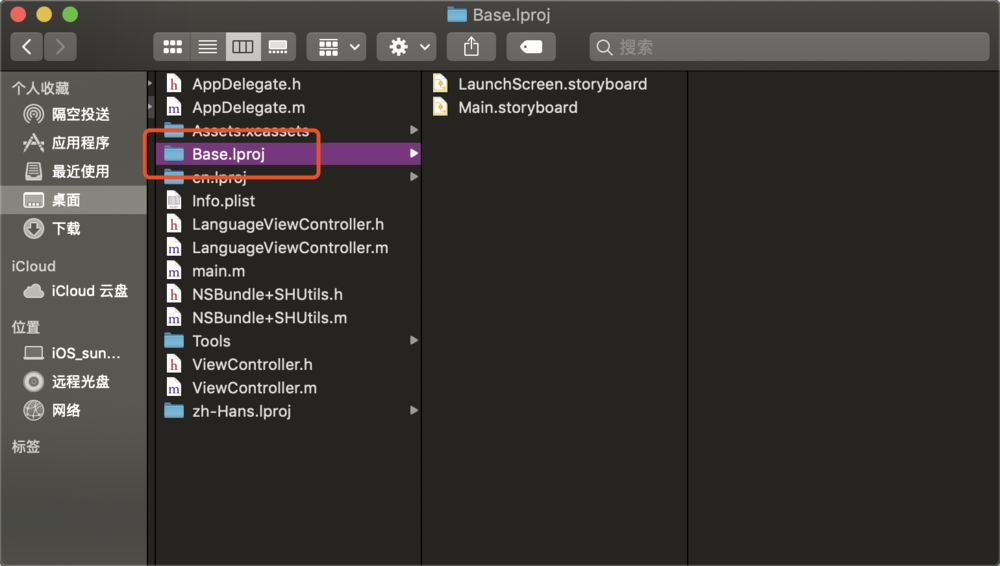 Base.lproj
搜索
个人收藏
隔空投送
应用程序
最近使用
桌面
下载
iCloud
iCloud 云盘
位置
iOS_sun...
远程光盘
网络
标签
h AppDelegate.h
m AppDelegate.m
Assets.xcassets
Base.lproj
en.lproj
Info.plist
h LanguageViewController.h
m LanguageViewController.m
m main.m
h NSBundle+SHUtils.h
m NSBundle+SHUtils.m
Tools
h ViewController.h
m ViewController.m
zh-Hans.lproj
LaunchScreen.storyboard
Main.storyboard